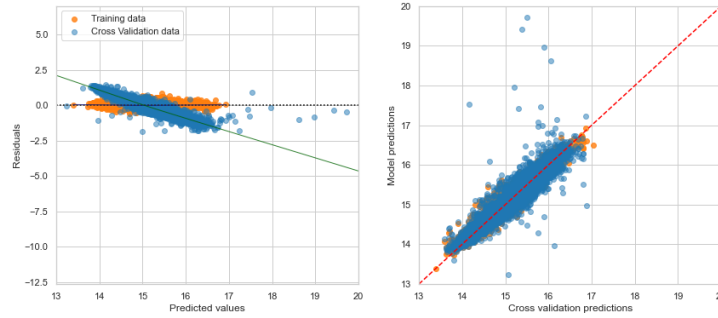 5.0
2.5
0.0
−2.5
−5.0
−7.5
−10.0
−12.5
Residuals
Training data
Cross Validation data
13 14 15 16 17 18 19 20
Predicted values
20
19
18
17
16
15
14
13
Model predictions
13 14 15 16 17 18 19
Cross validation predictions